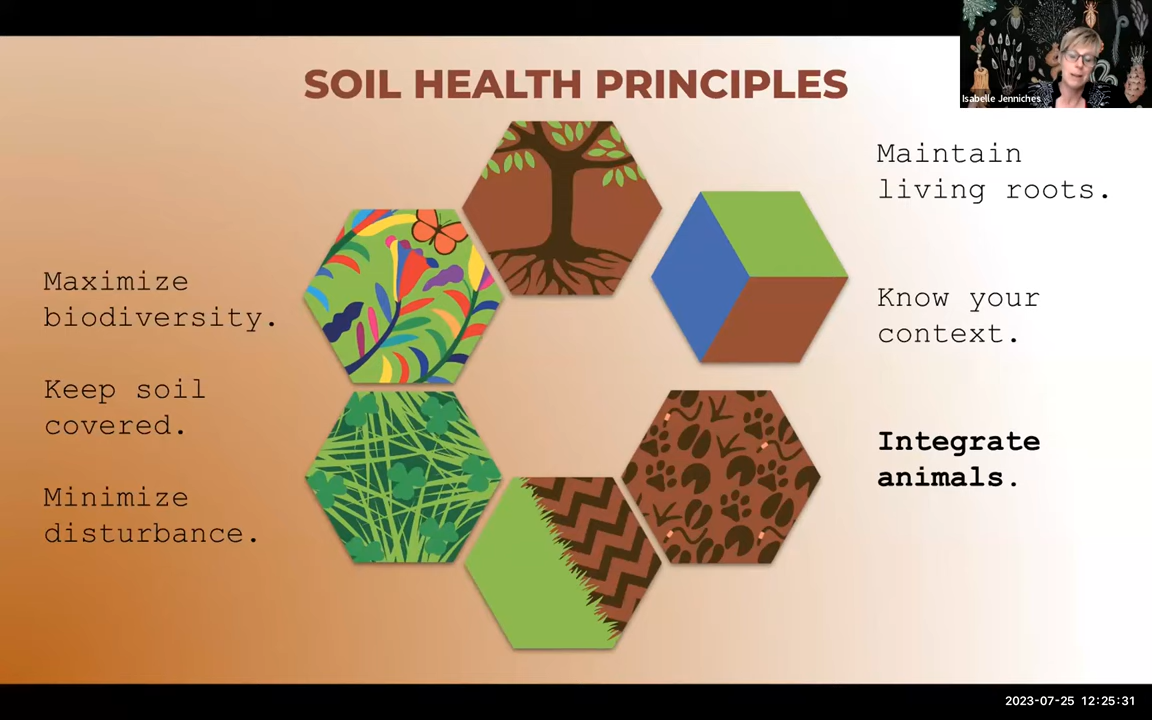 SOIL HEALTH PRINCIPLES
Isabelle Jenniches
Maximize
biodiversity.
Keep soil
covered.
Minimize
disturbance.
Maintain
living roots.
Know your
context.
Integrate
animals.
2023-07-25 12:25:31